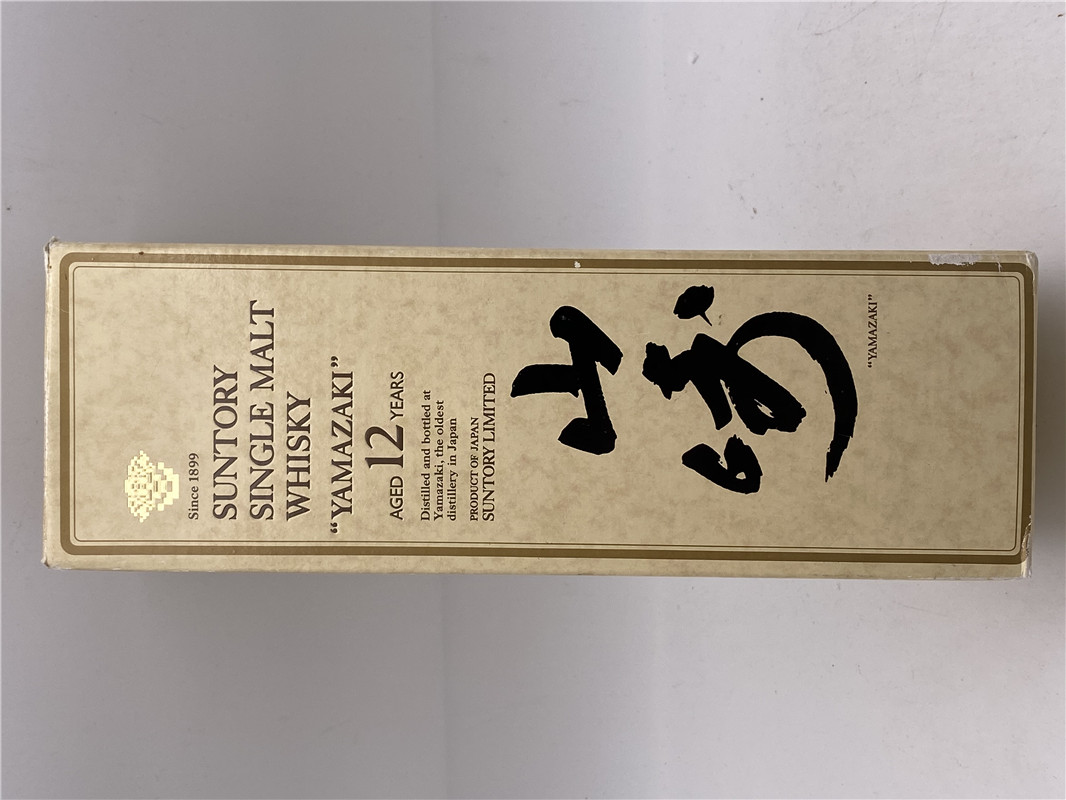 Since 1899
SUNTORY
SINGLE MALT
WHISKY
“YAMAZAKI”
AGED 12 YEARS
Distilled and bottled at
Yamazaki, the oldest
distillery in Japan
PRODUCT OF JAPAN
SUNTORY LIMITED
山崎
“YAMAZAKI”